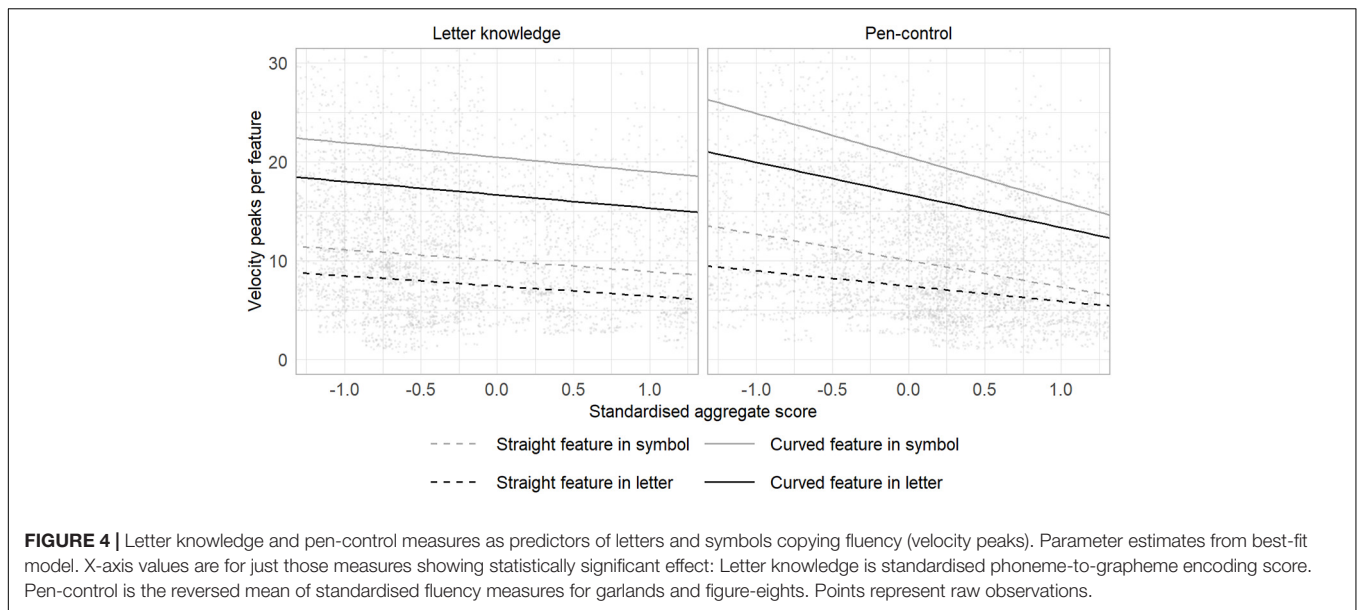 Letter knowledge Pen-control
30
20
10
0
Velocity peaks per feature
-1.0 -0.5 0.0 0.5 1.0 -1.0 -0.5 0.0 0.5 1.0
Standardised aggregate score
Straight feature in symbol Curved feature in symbol
Straight feature in letter Curved feature in letter
FIGURE 4 | Letter knowledge and pen-control measures as predictors of letters and symbols copying fluency (velocity peaks). Parameter estimates from best-fit
model. X-axis values are for just those measures showing statistically significant effect: Letter knowledge is standardised phoneme-to-grapheme encoding score.
Pen-control is the reversed mean of standardised fluency measures for garlands and figure-eights. Points represent raw observations.